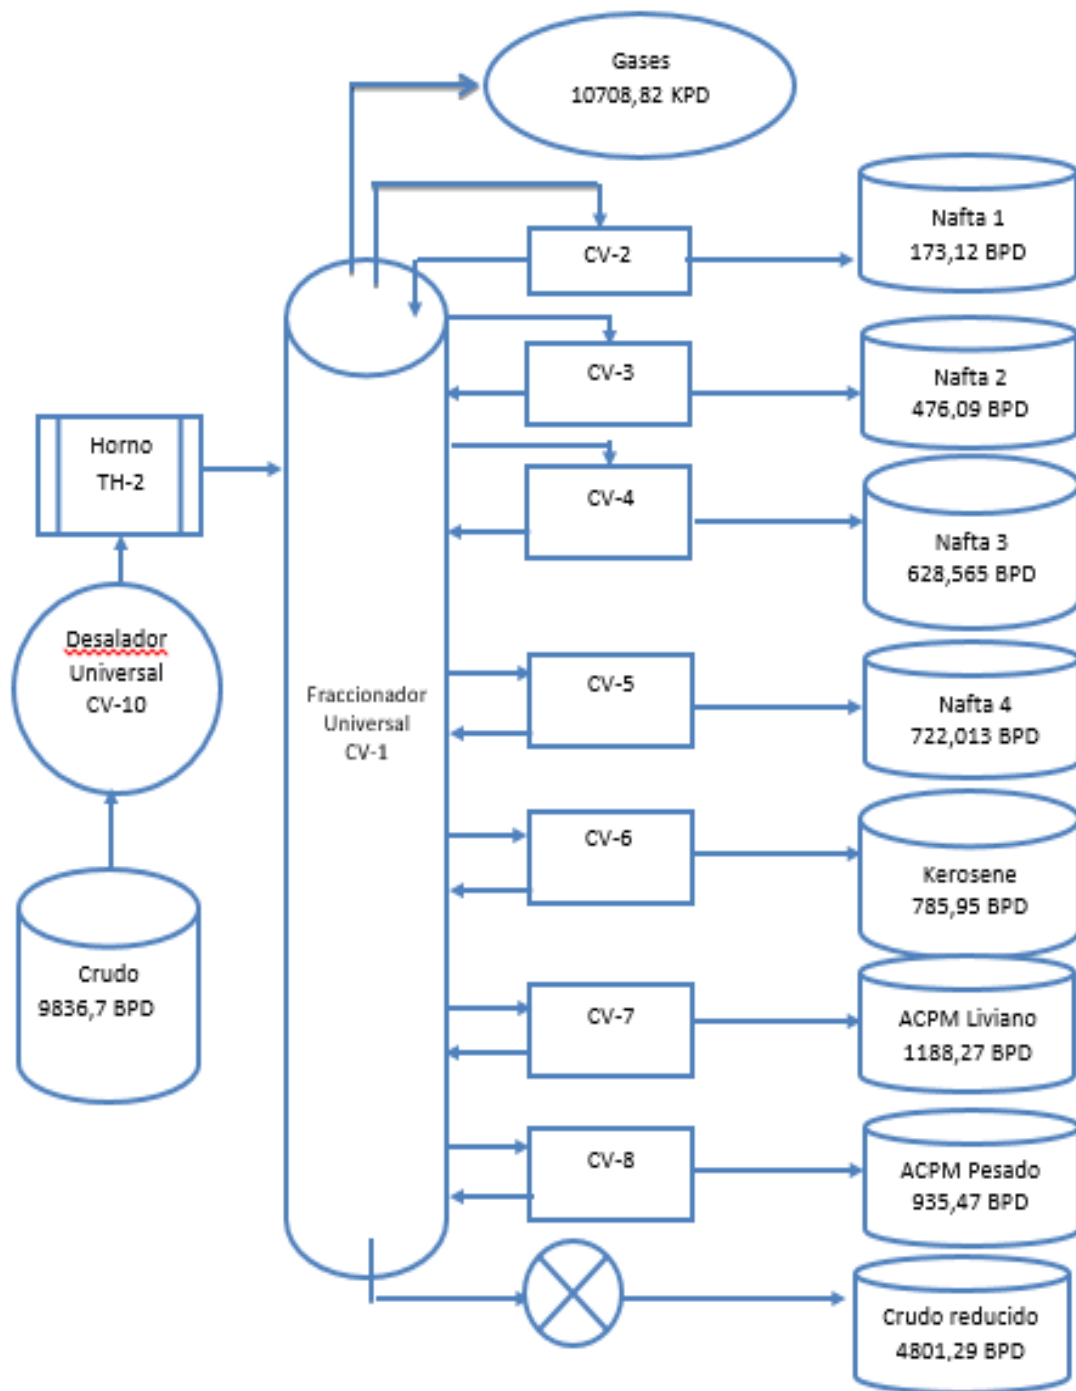 Gases
10708,82 KPD
CV-2
Nafta 1
173,12 BPD
CV-3
Nafta 2
476,09 BPD
Horno
TH-2
CV-4
Nafta 3
628,565 BPD
Desalador
Universal
CV-10
Fraccionador
Universal
CV-1
CV-5
Nafta 4
722,013 BPD
CV-6
Kerosene
785,95 BPD
Crudo
9836,7 BPD
CV-7
ACPM Liviano
1188,27 BPD
CV-8
ACPM Pesado
935,47 BPD
Crudo reducido
4801,29 BPD